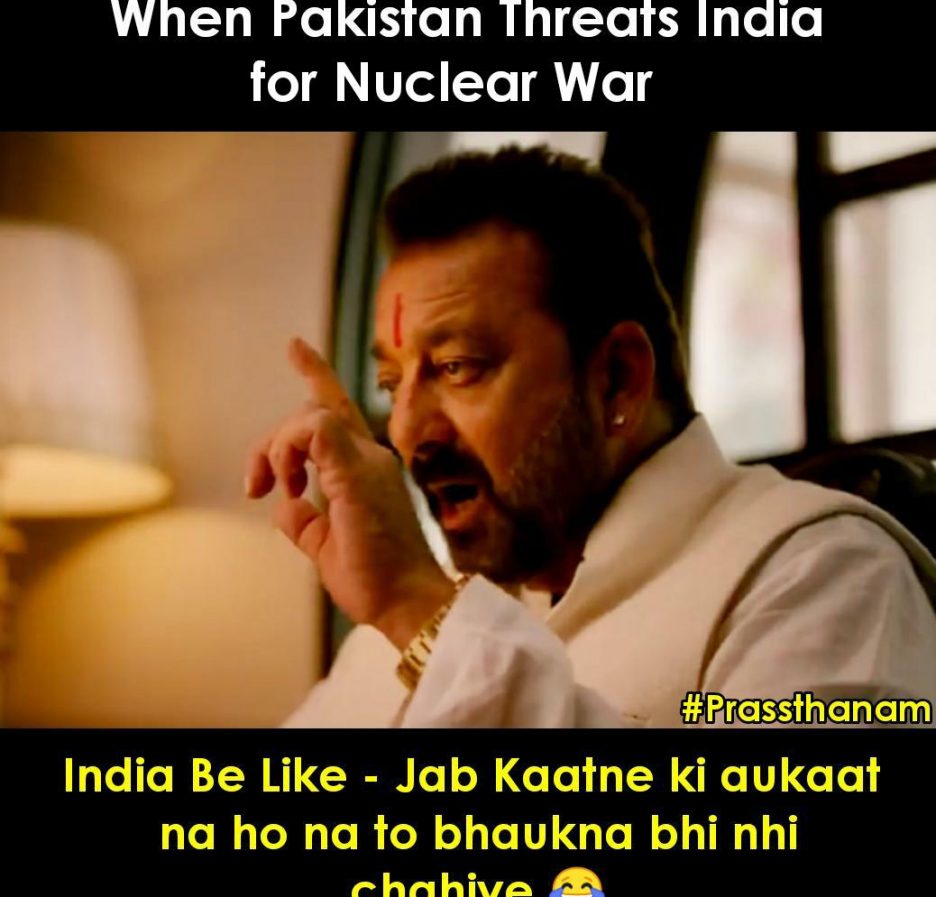 When Pakistan Threats India
for Nuclear War
#Prassthanam
India Be Like - Jab Kaatne ki aukaat
na ho na to bhaukna bhi nhi
chahiye 😂